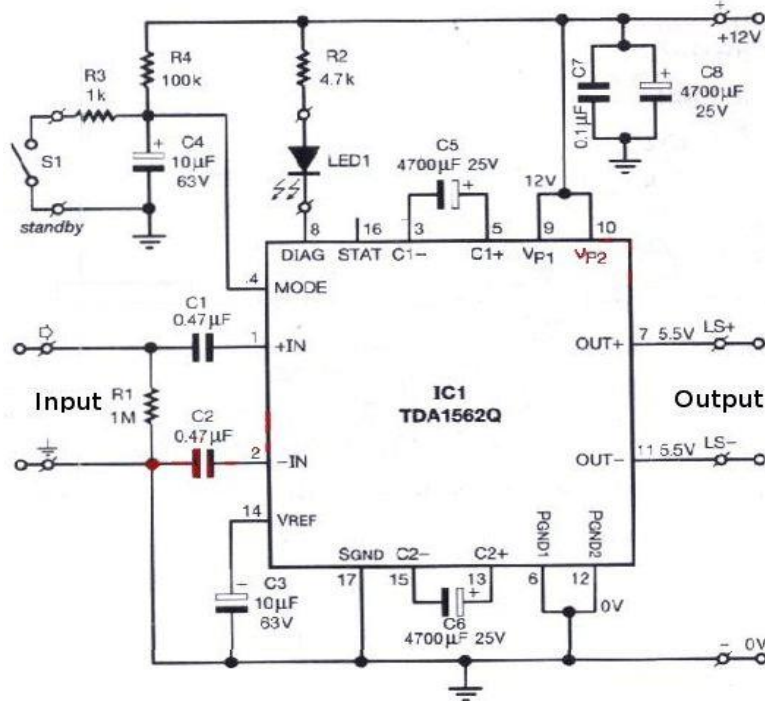 +
+12V
R4
100k
R2
4.7k
R3
1k
C7
0.1µF
+
C8
4700µF
25V
S1
+
C4
10µF
63V
LED1
C5
4700µF 25V
+
12V
standby
8
16
3
5
9
10
DIAG
STAT
C1−
C1+
VP1
VP2
4
MODE
C1
0.47µF
1
+IN
OUT+
7
5.5V
LS+
Input
R1
1M
IC1
TDA1562Q
Output
C2
0.47µF
2
−IN
OUT−
11
5.5V
LS−
14
VREF
SGND
C2−
C2+
PGND1
PGND2
17
15
13
6
12
−
C3
10µF
63V
+
C6
4700µF 25V
0V
−
0V